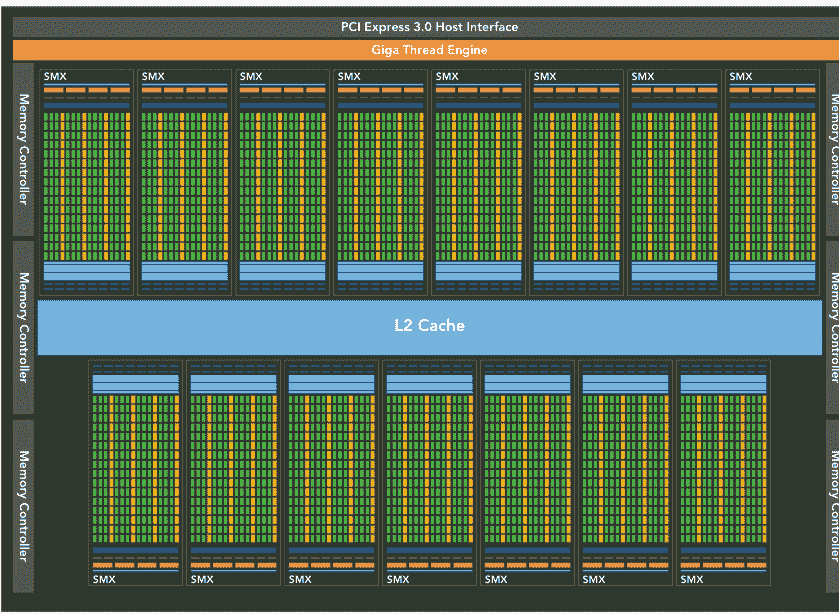 PCI Express 3.0 Host Interface
Giga Thread Engine
SMX SMX SMX SMX SMX SMX SMX SMX
Memory Controller
Memory Controller
L2 Cache
Memory Controller
Memory Controller
Memory Controller
Memory Controller
SMX SMX SMX SMX SMX SMX SMX